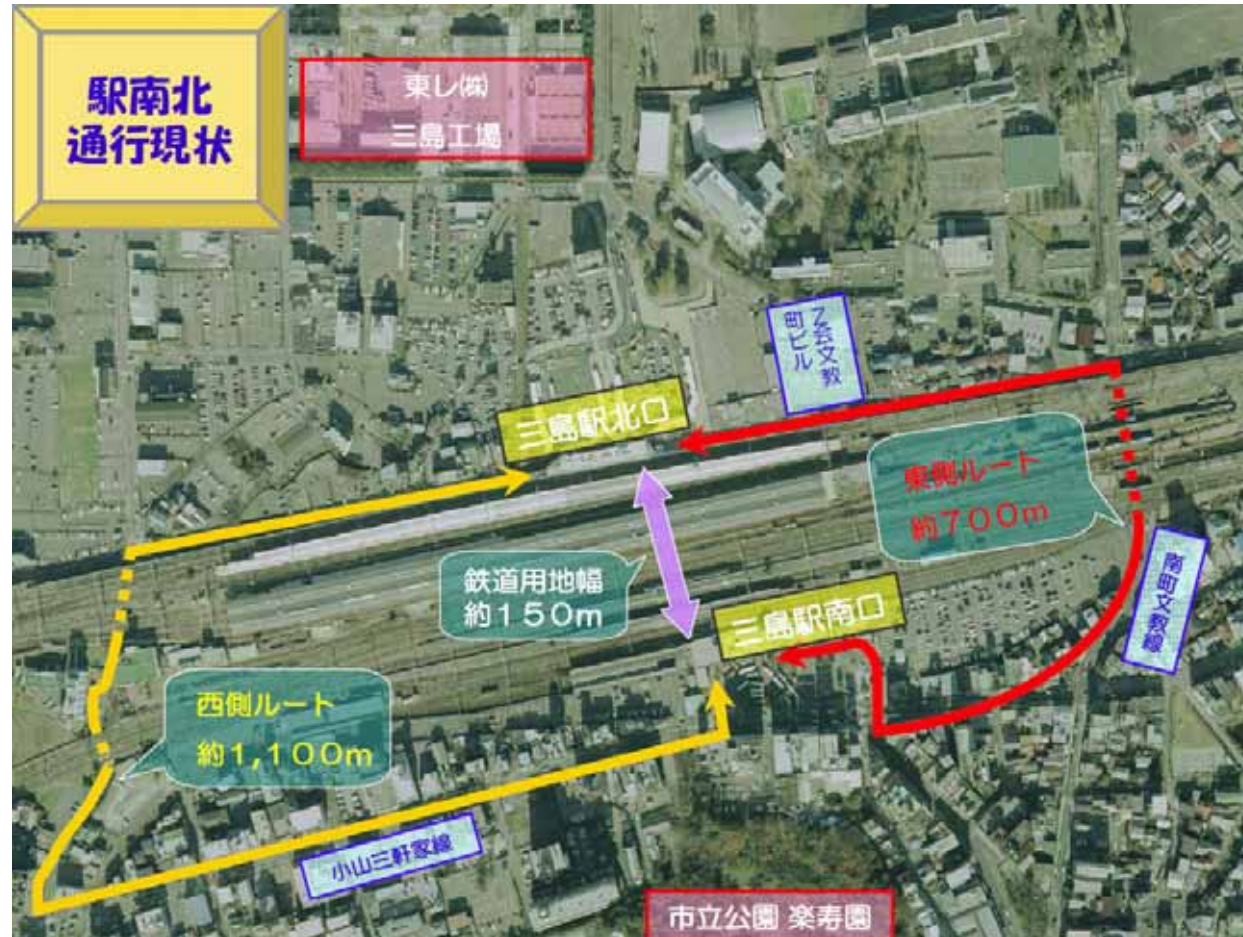 駅南北
通行現状
東レ㈱
三島工場
Z会文教
町ビル
三島駅北口
東側ルート
約700m
鉄道用地幅
約150m
三島駅南口
南町文教線
西側ルート
約1,100m
小山三軒家線
市立公園 楽寿園